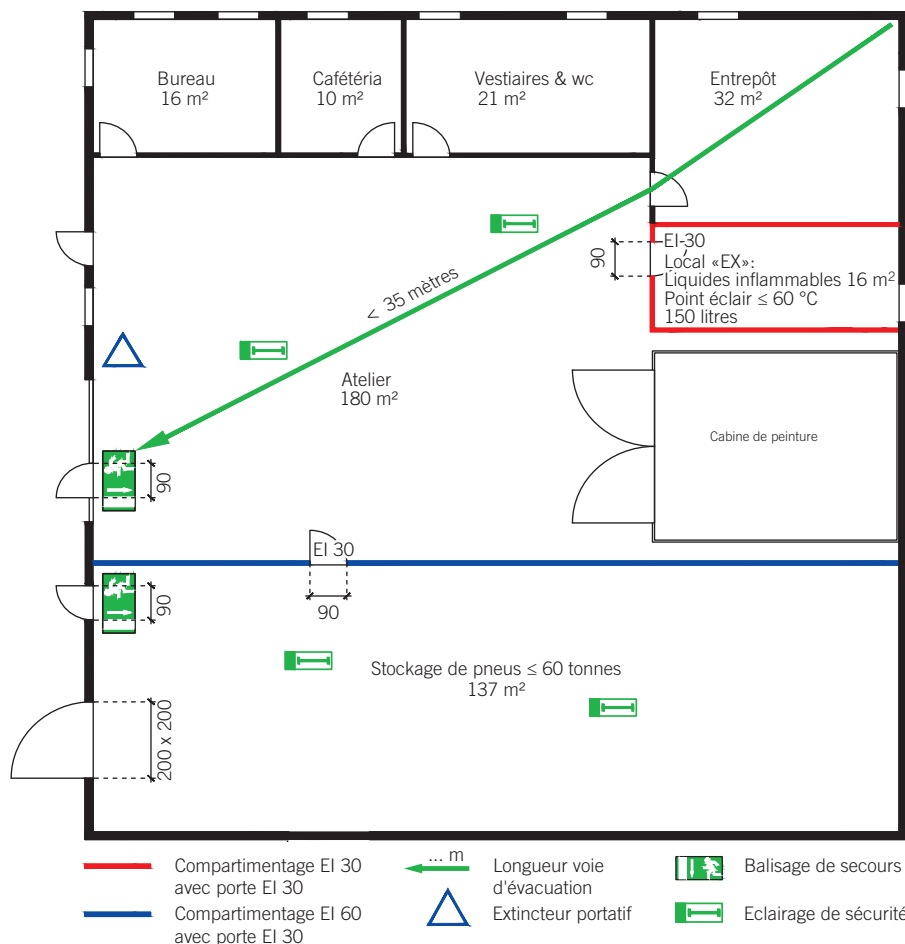 Bureau
16 m²
Cafétéria
10 m²
Vestiaires & wc
21 m²
Entrepôt
32 m²
90
EI-30
Local «EX»:
Liquides inflammables 16 m²
Point éclair ≤ 60 °C
150 litres
< 35 mètres
Atelier
180 m²
Cabine de peinture
90
EI 30
90
90
Stockage de pneus ≤ 60 tonnes
137 m²
200 x 200
Compartimentage EI 30
avec porte EI 30
... m
Longueur voie
d'évacuation
Balisage de secours
Compartimentage EI 60
avec porte EI 30
Extincteur portatif
Eclairage de sécurité